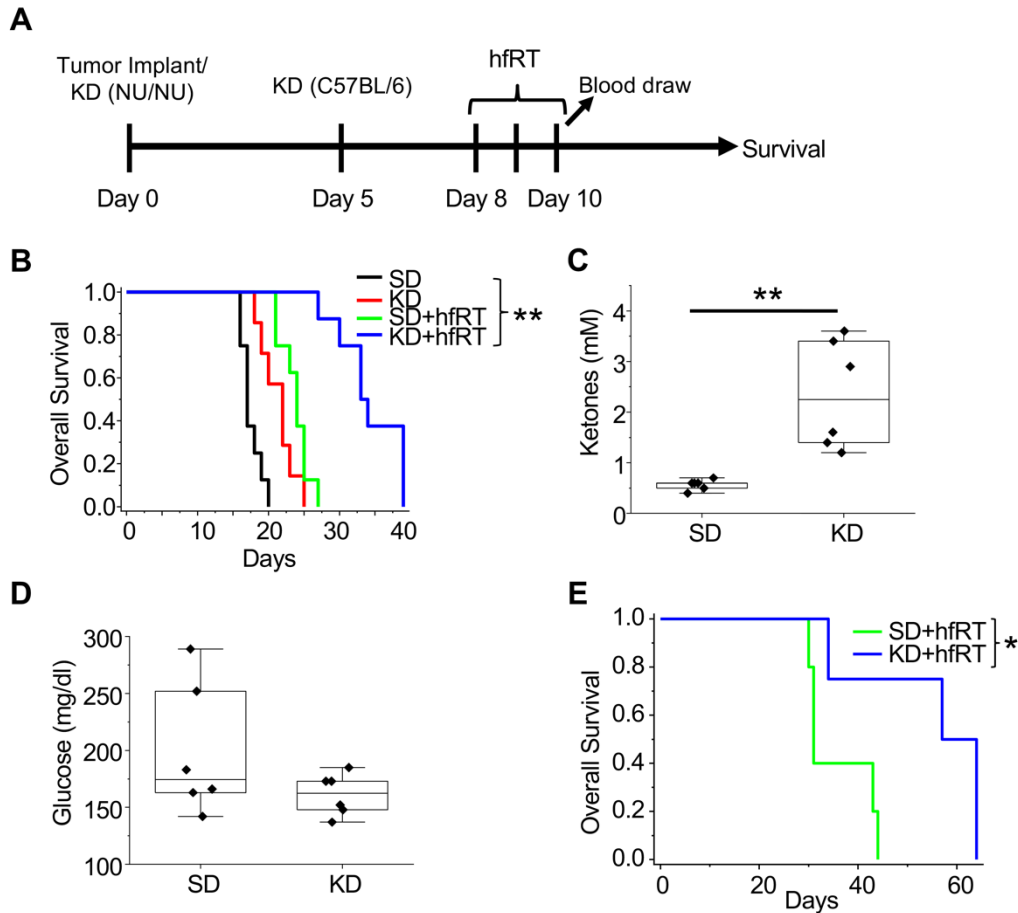 A
Tumor Implant/
KD (NU/NU)
KD (C57BL/6)
hfRT
Blood draw
Survival
Day 0
Day 5
Day 8
Day 10
B
SD
KD
SD+hfRT
KD+hfRT
**
Overall Survival
1.0
0.8
0.6
0.4
0.2
0.0
0
10
20
30
40
Days
C
**
Ketones (mM)
4
3
2
1
0
SD
KD
D
Glucose (mg/dl)
300
250
200
150
100
SD
KD
E
SD+hfRT
KD+hfRT
*
Overall Survival
1.0
0.8
0.6
0.4
0.2
0.0
0
20
40
60
Days